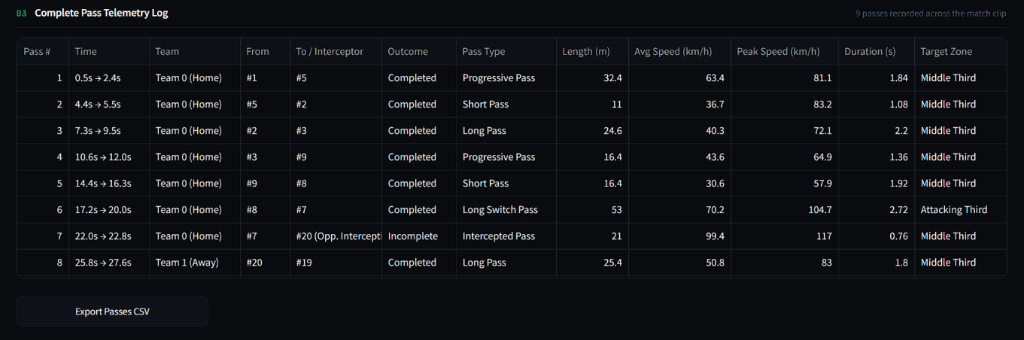 03 Complete Pass Telemetry Log 9 passes recorded across the match clip
Pass # Time Team From To / Interceptor Outcome Pass Type Length (m) Avg Speed (km/h) Peak Speed (km/h) Duration (s) Target Zone
1 0.5s → 2.4s Team 0 (Home) #1 #5 Completed Progressive Pass 32.4 63.4 81.1 1.84 Middle Third
2 4.4s → 5.5s Team 0 (Home) #5 #2 Completed Short Pass 11 36.7 83.2 1.08 Middle Third
3 7.3s → 9.5s Team 0 (Home) #2 #3 Completed Long Pass 24.6 40.3 72.1 2.2 Middle Third
4 10.6s → 12.0s Team 0 (Home) #3 #9 Completed Progressive Pass 16.4 43.6 64.9 1.36 Middle Third
5 14.4s → 16.3s Team 0 (Home) #9 #8 Completed Short Pass 16.4 30.6 57.9 1.92 Middle Third
6 17.2s → 20.0s Team 0 (Home) #8 #7 Completed Long Switch Pass 53 70.2 104.7 2.72 Attacking Third
7 22.0s → 22.8s Team 0 (Home) #7 #20 (Opp. Intercepti Incomplete Intercepted Pass 21 99.4 117 0.76 Middle Third
8 25.8s → 27.6s Team 1 (Away) #20 #19 Completed Long Pass 25.4 50.8 83 1.8 Middle Third
Export Passes CSV